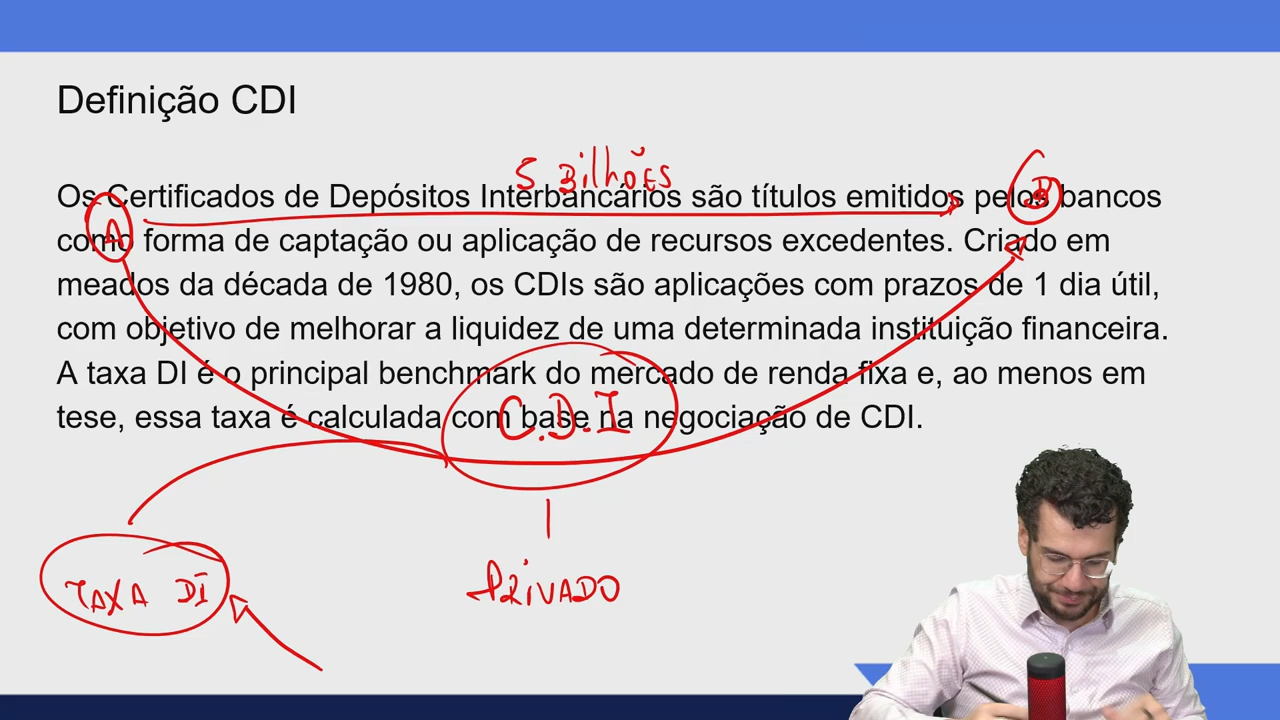 Definição CDI
5 Bilhões
Os Certificados de Depósitos Interbancários são títulos emitidos pelos bancos
A
B
como forma de captação ou aplicação de recursos excedentes. Criado em
meados da década de 1980, os CDIs são aplicações com prazos de 1 dia útil,
com objetivo de melhorar a liquidez de uma determinada instituição financeira.
A taxa DI é o principal benchmark do mercado de renda fixa e, ao menos em
tese, essa taxa é calculada com base na negociação de CDI.
C.D.I
TAXA DI
PRIVADO